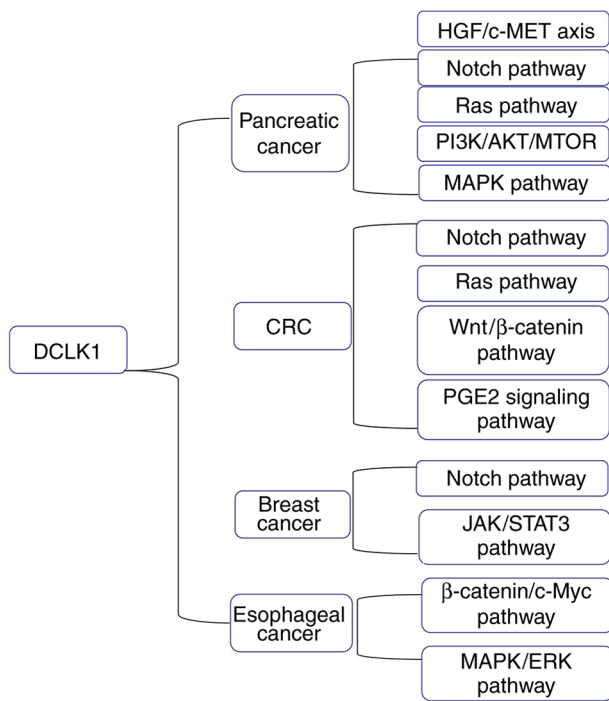 DCLK1
Pancreatic
cancer
HGF/c-MET axis
Notch pathway
Ras pathway
PI3K/AKT/MTOR
MAPK pathway
CRC
Notch pathway
Ras pathway
Wnt/β-catenin
pathway
PGE2 signaling
pathway
Breast
cancer
Notch pathway
JAK/STAT3
pathway
Esophageal
cancer
β-catenin/c-Myc
pathway
MAPK/ERK
pathway